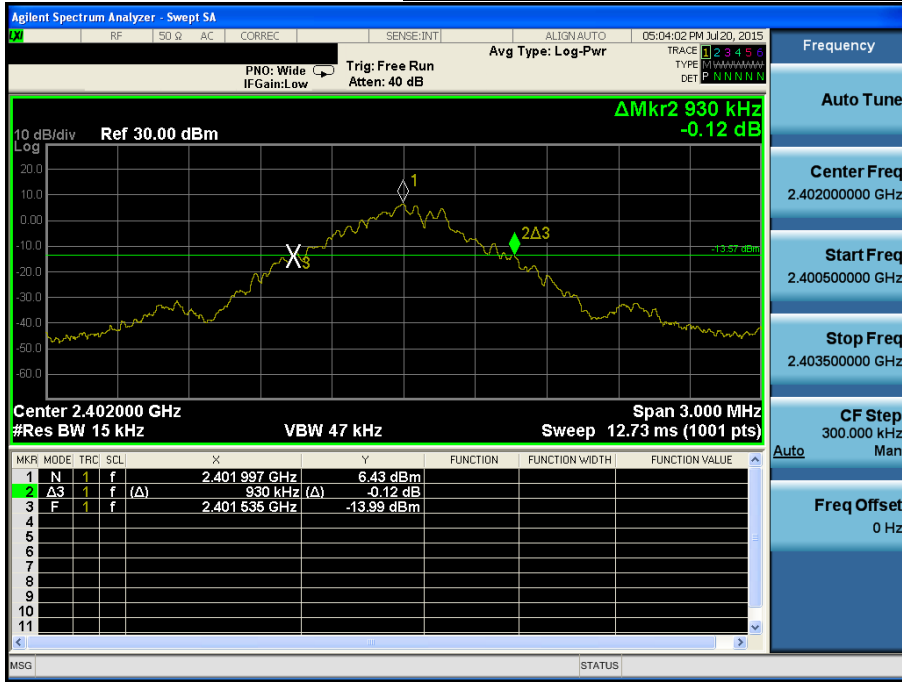 Agilent Spectrum Analyzer - Swept SA
LXI RF 50 Ω AC CORREC SENSE:INT ALIGNAUTO 05:04:02 PM Jul 20, 2015
Avg Type: Log-Pwr
TRACE 1 2 3 4 5 6
TYPE M W W W W W
DET P N N N N N
PNO: Wide
IFGain:Low
Trig: Free Run
Atten: 40 dB
ΔMkr2 930 kHz
-0.12 dB
10 dB/div Ref 30.00 dBm
Log
20.0
10.0
0.00
-10.0
-20.0
-30.0
-40.0
-50.0
-60.0
1
2Δ3
3
-13.57 dBm
Center 2.402000 GHz Span 3.000 MHz
#Res BW 15 kHz VBW 47 kHz Sweep 12.73 ms (1001 pts)
MKR MODE TRC SCL X Y FUNCTION FUNCTION WIDTH FUNCTION VALUE
1 N 1 f 2.401 997 GHz 6.43 dBm
2 Δ3 1 f (Δ) 930 kHz (Δ) -0.12 dB
3 F 1 f 2.401 535 GHz -13.99 dBm
4
5
6
7
8
9
10
11
MSG STATUS
Frequency
Auto Tune
Center Freq
2.402000000 GHz
Start Freq
2.400500000 GHz
Stop Freq
2.403500000 GHz
CF Step
300.000 kHz
Auto Man
Freq Offset
0 Hz